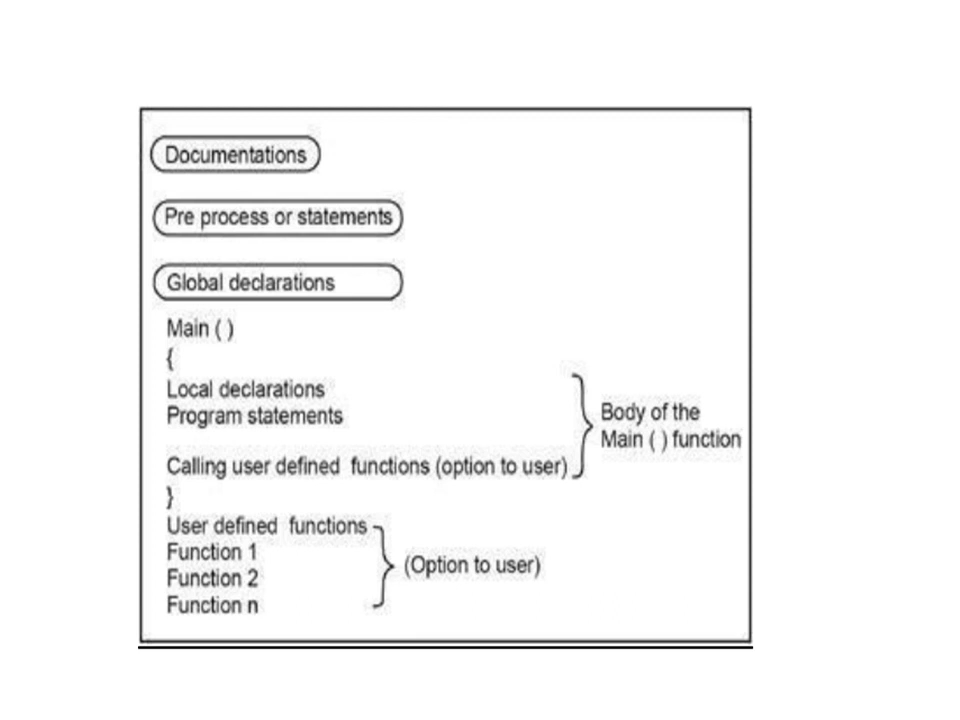 Documentations
Pre process or statements
Global declarations
Main ( )
{
Local declarations
Program statements
Calling user defined functions (option to user)
}
Body of the
Main ( ) function
User defined functions
Function 1
Function 2
Function n
(Option to user)